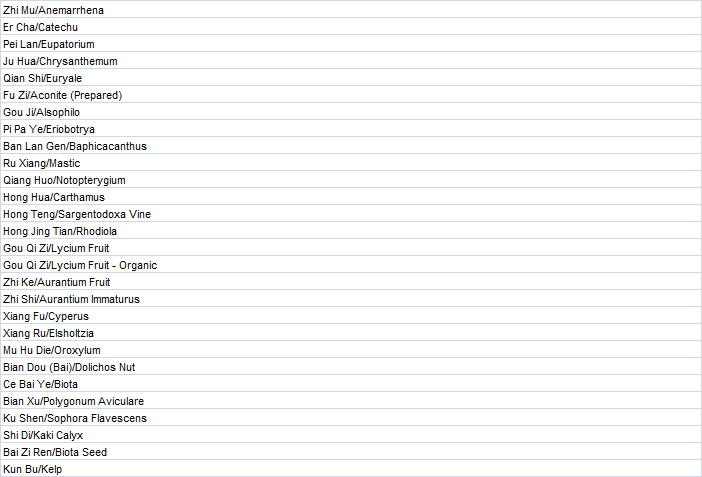 Zhi Mu/Anemarrhena
Er Cha/Catechu
Pei Lan/Eupatorium
Ju Hua/Chrysanthemum
Qian Shi/Euryale
Fu Zi/Aconite (Prepared)
Gou Ji/Alsophilo
Pi Pa Ye/Eriobotrya
Ban Lan Gen/Baphicacanthus
Ru Xiang/Mastic
Qiang Huo/Notopterygium
Hong Hua/Carthamus
Hong Teng/Sargentodoxa Vine
Hong Jing Tian/Rhodiola
Gou Qi Zi/Lycium Fruit
Gou Qi Zi/Lycium Fruit - Organic
Zhi Ke/Aurantium Fruit
Zhi Shi/Aurantium Immaturus
Xiang Fu/Cyperus
Xiang Ru/Elsholtzia
Mu Hu Die/Oroxylum
Bian Dou (Bai)/Dolichos Nut
Ce Bai Ye/Biota
Bian Xu/Polygonum Aviculare
Ku Shen/Sophora Flavescens
Shi Di/Kaki Calyx
Bai Zi Ren/Biota Seed
Kun Bu/Kelp